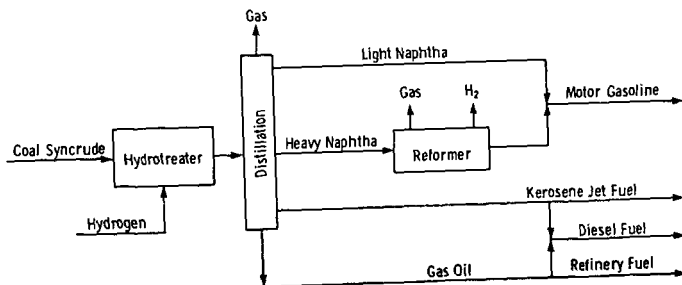 Gas
Light Naphtha
Gas
H2
Motor Gasoline
Coal Syncrude
Hydrotreater
Distillation
Heavy Naphtha
Reformer
Kerosene Jet Fuel
Hydrogen
Diesel Fuel
Gas Oil
Refinery Fuel